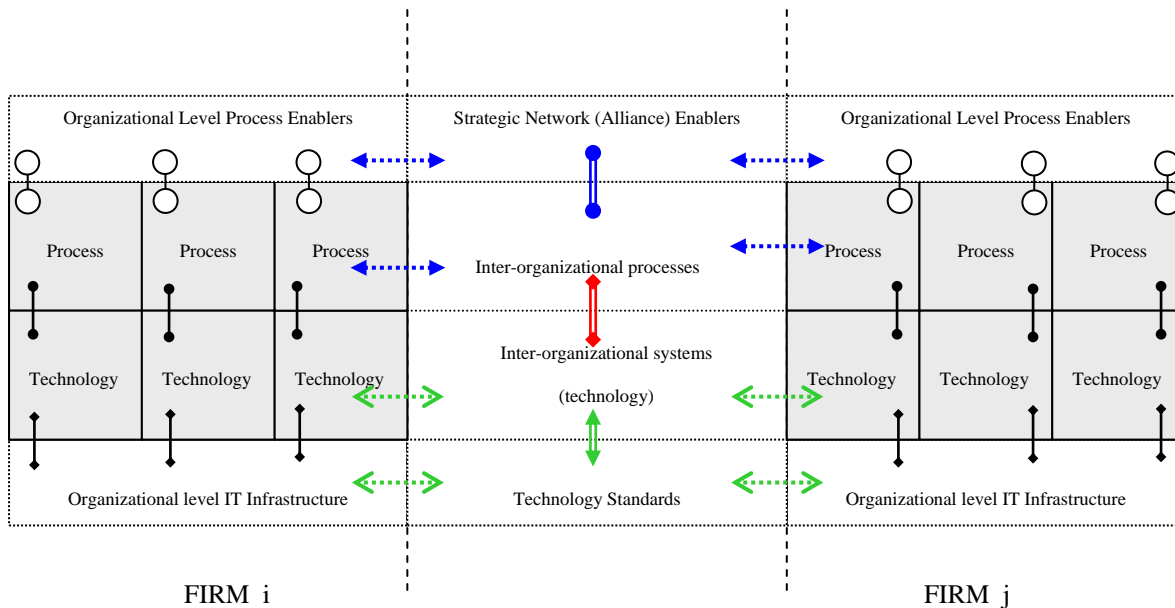 Organizational Level Process Enablers
Strategic Network (Alliance) Enablers
Organizational Level Process Enablers
Process
Process
Process
Inter-organizational processes
Process
Process
Process
Technology
Technology
Technology
Inter-organizational systems
(technology)
Technology
Technology
Technology
Organizational level IT Infrastructure
Technology Standards
Organizational level IT Infrastructure
FIRM i
FIRM j